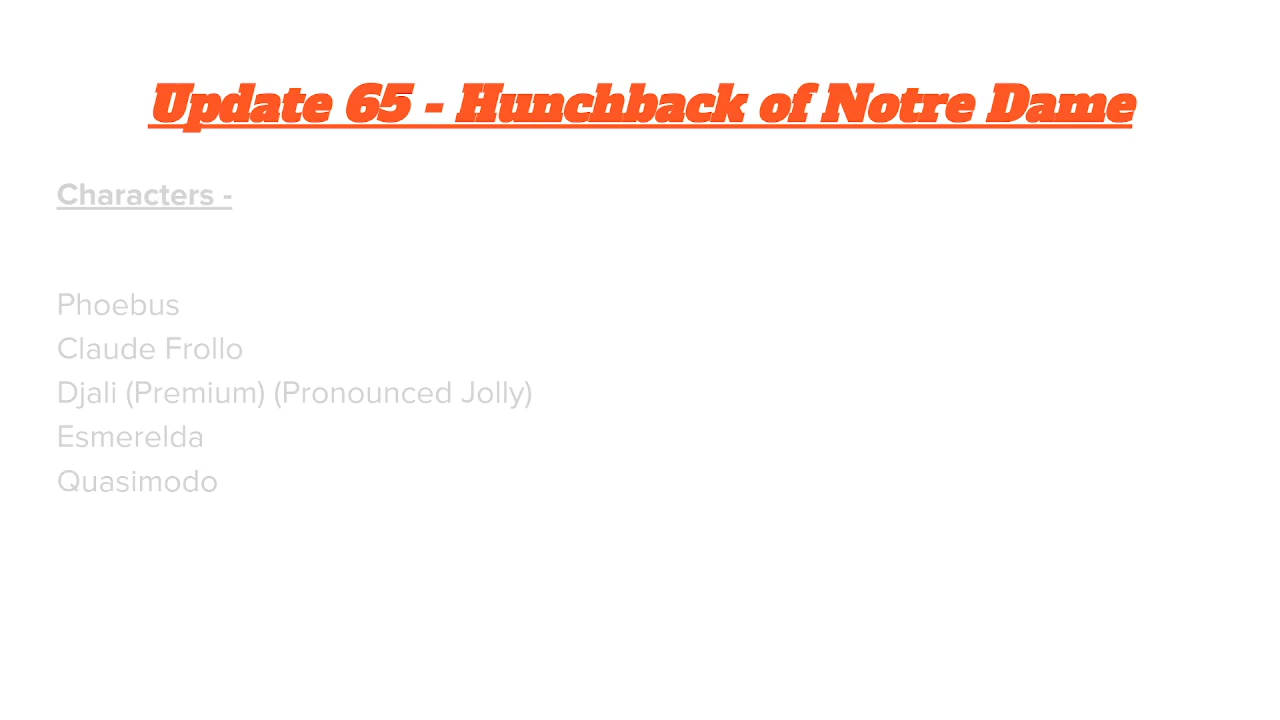 Update 65 - Hunchback of Notre Dame
Characters -
Phoebus
Claude Frollo
Djali (Premium) (Pronounced Jolly)
Esmerelda
Quasimodo